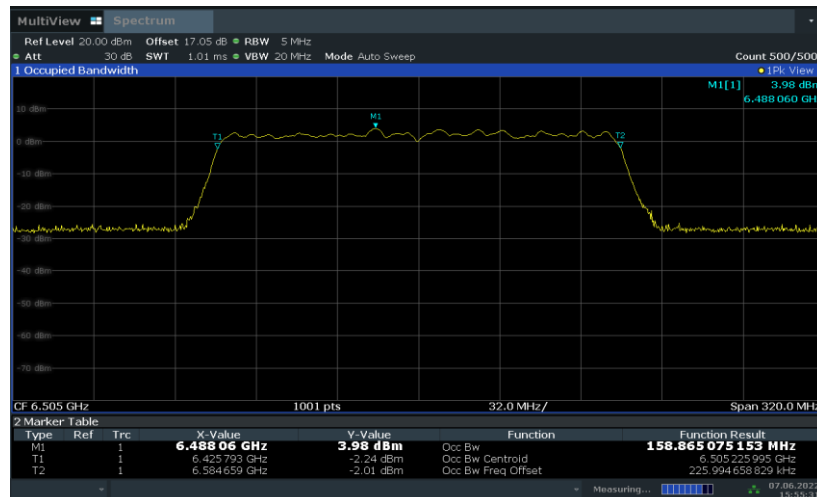 MultiView Spectrum
Ref Level 20.00 dBm Offset 17.05 dB RBW 5 MHz
Att 30 dB SWT 1.01 ms VBW 20 MHz Mode Auto Sweep Count 500/500
1 Occupied Bandwidth 1Pk View
M1[1] 3.98 dBm
6.488 060 GH
10 dBm
M1
T1 T2
0 dBm
-10 dBm
-20 dBm
-30 dBm
-40 dBm
-50 dBm
-60 dBm
-70 dBm
CF 6.505 GHz 1001 pts 32.0 MHz/ Span 320.0 MHz
2 Marker Table
Type Ref Trc X-Value Y-Value Function Function Result
M1 1 6.488 06 GHz 3.98 dBm Occ Bw 158.865 075 153 MHz
T1 1 6.425 793 GHz -2.24 dBm Occ Bw Centroid 6.505 225 995 GHz
T2 1 6.584 659 GHz -2.01 dBm Occ Bw Freq Offset 225.994 658 829 kHz
Measuring... 07.06.2022
15:55:31